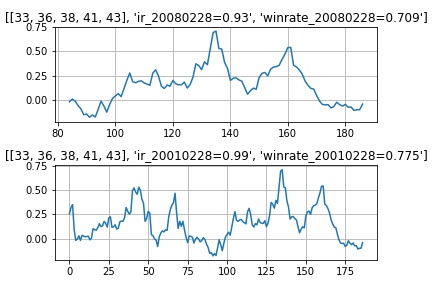 [[33, 36, 38, 41, 43], 'ir_20080228=0.93', 'winrate_20080228=0.709']
0.75
0.50
0.25
0.00
80 100 120 140 160 180
[[33, 36, 38, 41, 43], 'ir_20010228=0.99', 'winrate_20010228=0.775']
0.75
0.50
0.25
0.00
0 25 50 75 100 125 150 175